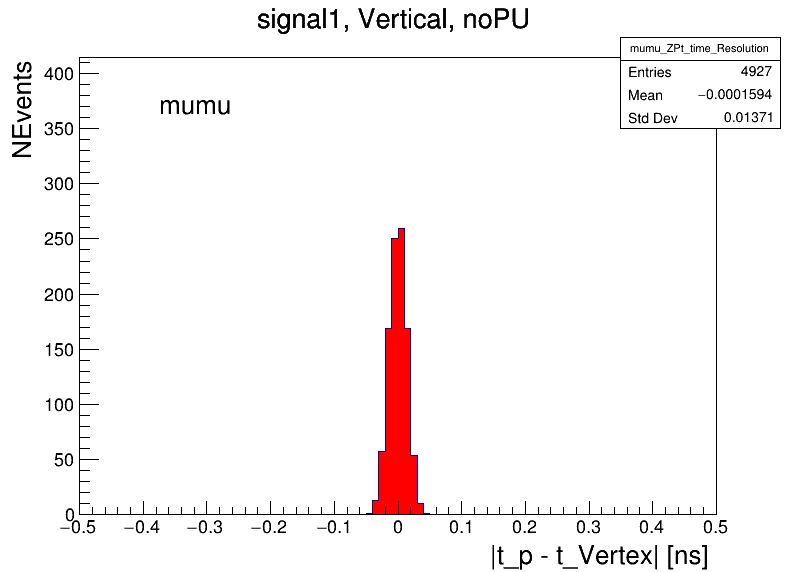 signal1, Vertical, noPU
mumu_ZPt_time_Resolution
Entries 4927
Mean −0.0001594
Std Dev 0.01371
NEvents
mumu
400
350
300
250
200
150
100
50
0
−0.5 −0.4 −0.3 −0.2 −0.1 0 0.1 0.2 0.3 0.4 0.5
|t_p - t_Vertex| [ns]